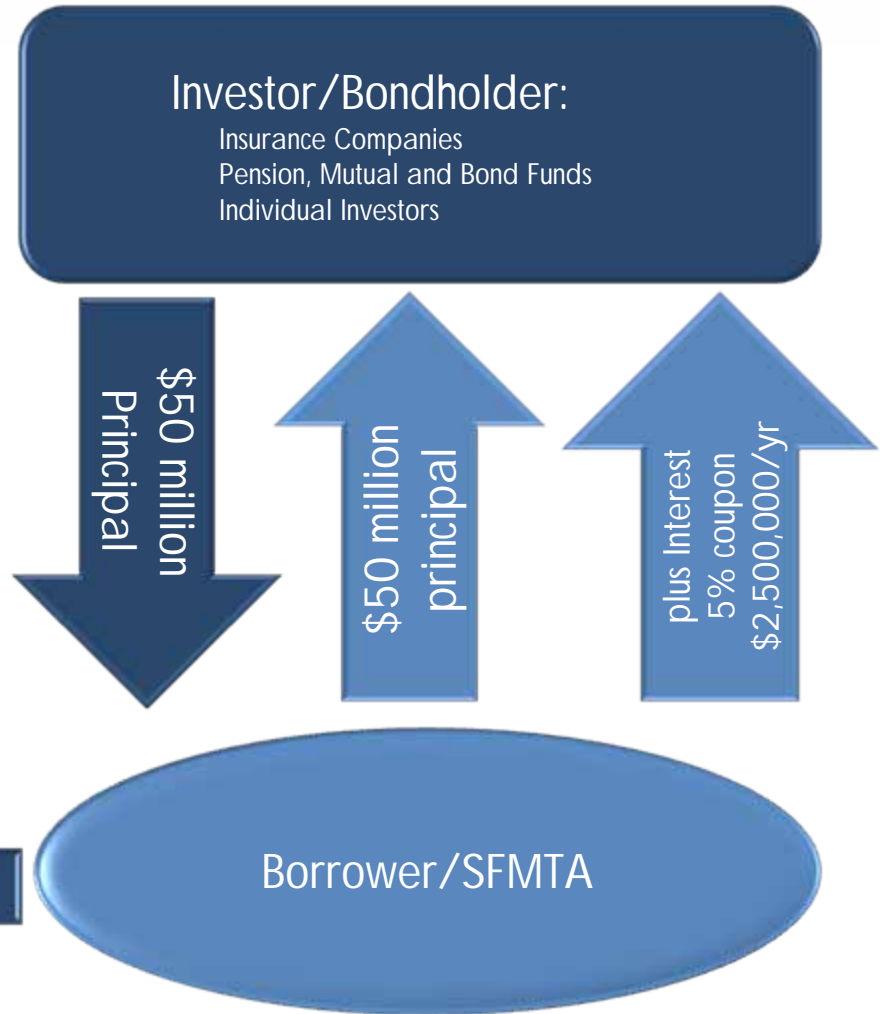 Investor/Bondholder:
Insurance Companies
Pension, Mutual and Bond Funds
Individual Investors
$50 million
Principal
$50 million
principal
plus Interest
5% coupon
$2,500,000/yr
Borrower/SFMTA